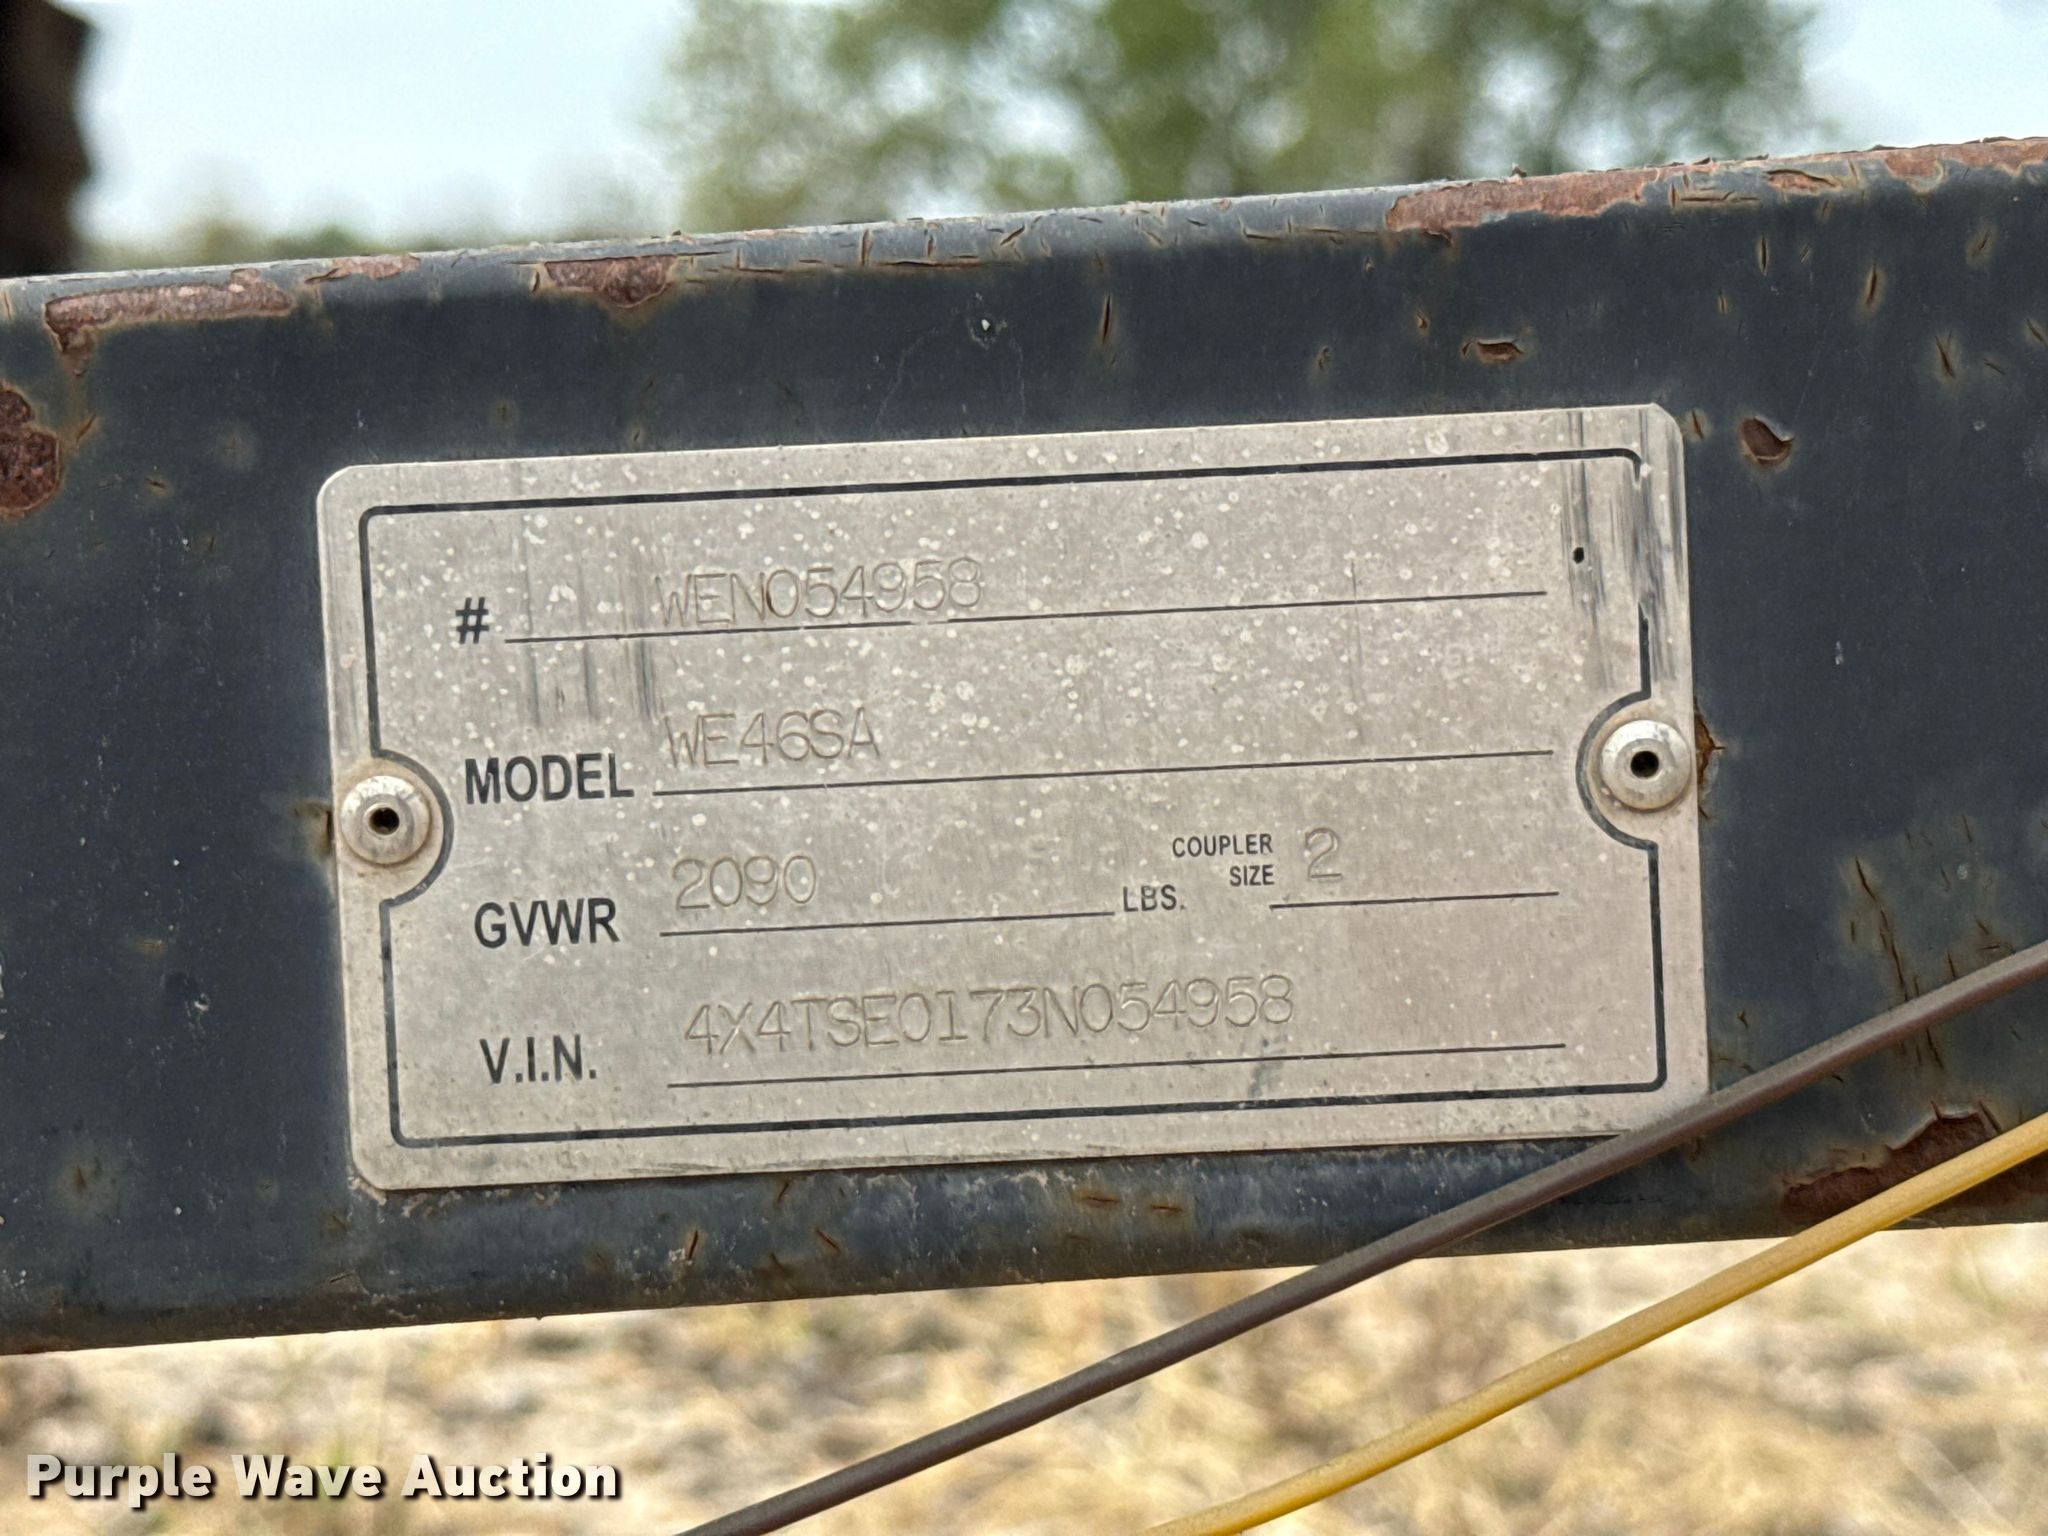 # WEN054958
MODEL WE46SA
GVWR 2090 LBS. COUPLER SIZE 2
V.I.N. 4X4TSE0173N054958
Purple Wave Auction